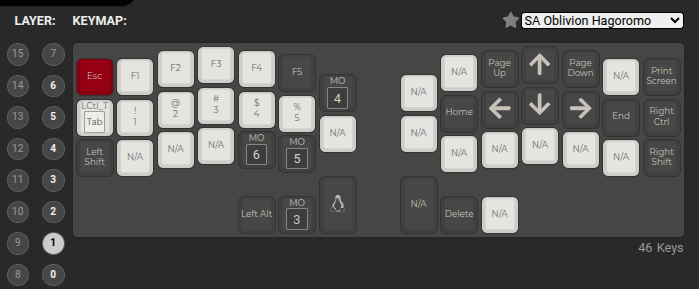 LAYER: KEYMAP: SA Oblivion Hagoromo
15 7
14 6
13 5
12 4
11 3
10 2
9 1
8 0
Esc F1 F2 F3 F4 F5 MO 4
N/A N/A Page Up Page Down N/A Print Screen
LCtl_T Tab ! 1 @ 2 # 3 $ 4 % 5 N/A
N/A Home End Right Ctrl
Left Shift N/A N/A N/A MO 6 MO 5
N/A N/A N/A N/A N/A Right Shift
Left Alt MO 3
N/A Delete N/A
46 Keys